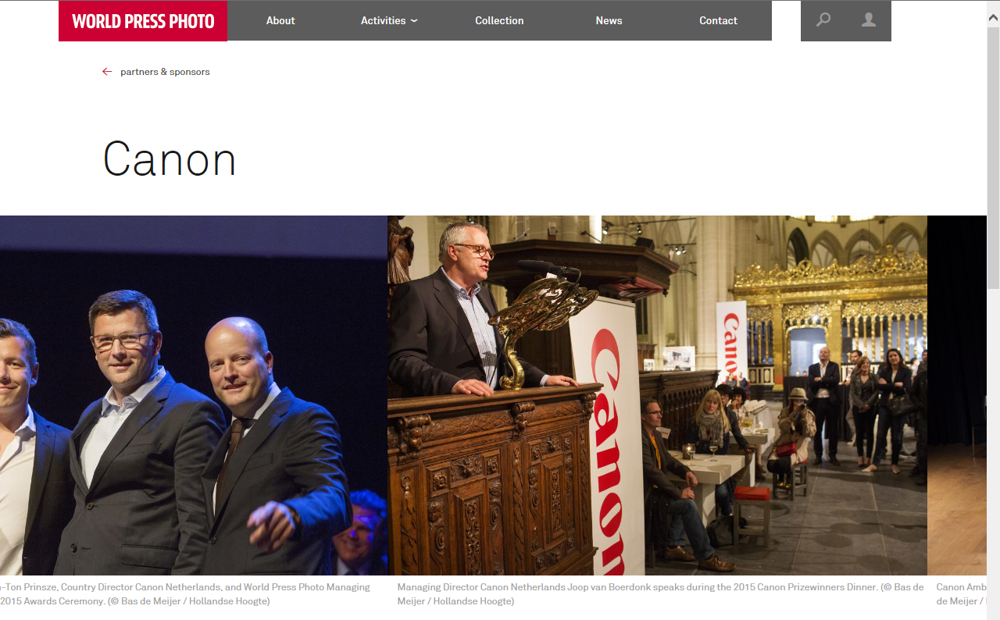 WORLD PRESS PHOTO
About
Activities
Collection
News
Contact
partners & sponsors
Canon
Canon
Canon
-Ton Prinsze, Country Director Canon Netherlands, and World Press Photo Managing
2015 Awards Ceremony. (© Bas de Meijer / Hollandse Hoogte)
Managing Director Canon Netherlands Joop van Boerdonk speaks during the 2015 Canon Prizewinners Dinner. (© Bas de
Meijer / Hollandse Hoogte)
Canon Amb
de Meijer /